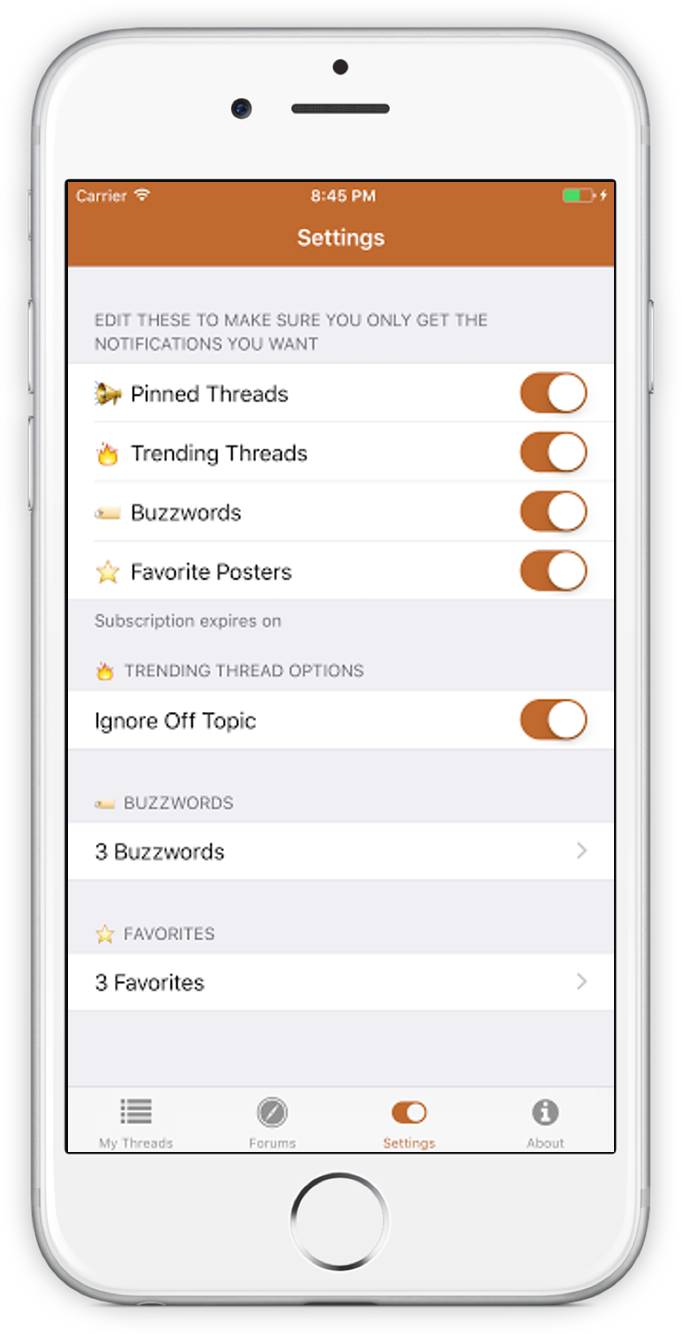 Carrier 8:45 PM
Settings
EDIT THESE TO MAKE SURE YOU ONLY GET THE
NOTIFICATIONS YOU WANT
Pinned Threads
Trending Threads
Buzzwords
Favorite Posters
Subscription expires on
TRENDING THREAD OPTIONS
Ignore Off Topic
BUZZWORDS
3 Buzzwords
FAVORITES
3 Favorites
My Threads Forums Settings About